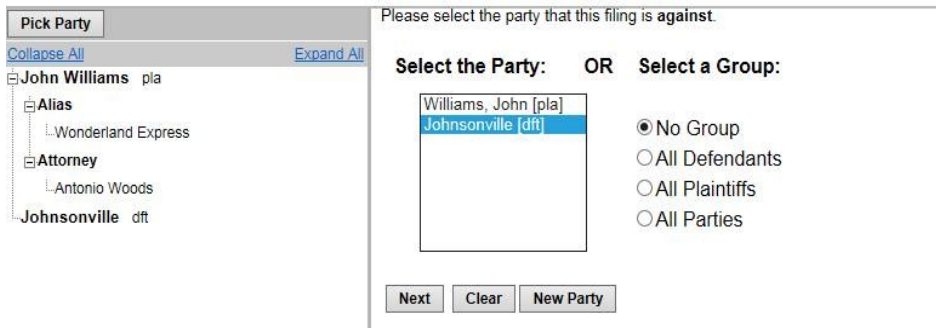 Pick Party
Collapse All Expand All
John Williams pla
Alias
Wonderland Express
Attorney
Antonio Woods
Johnsonville dft
Please select the party that this filing is against.
Select the Party: OR Select a Group:
Williams, John [pla]
Johnsonville [dft]
No Group
All Defendants
All Plaintiffs
All Parties
Next Clear New Party